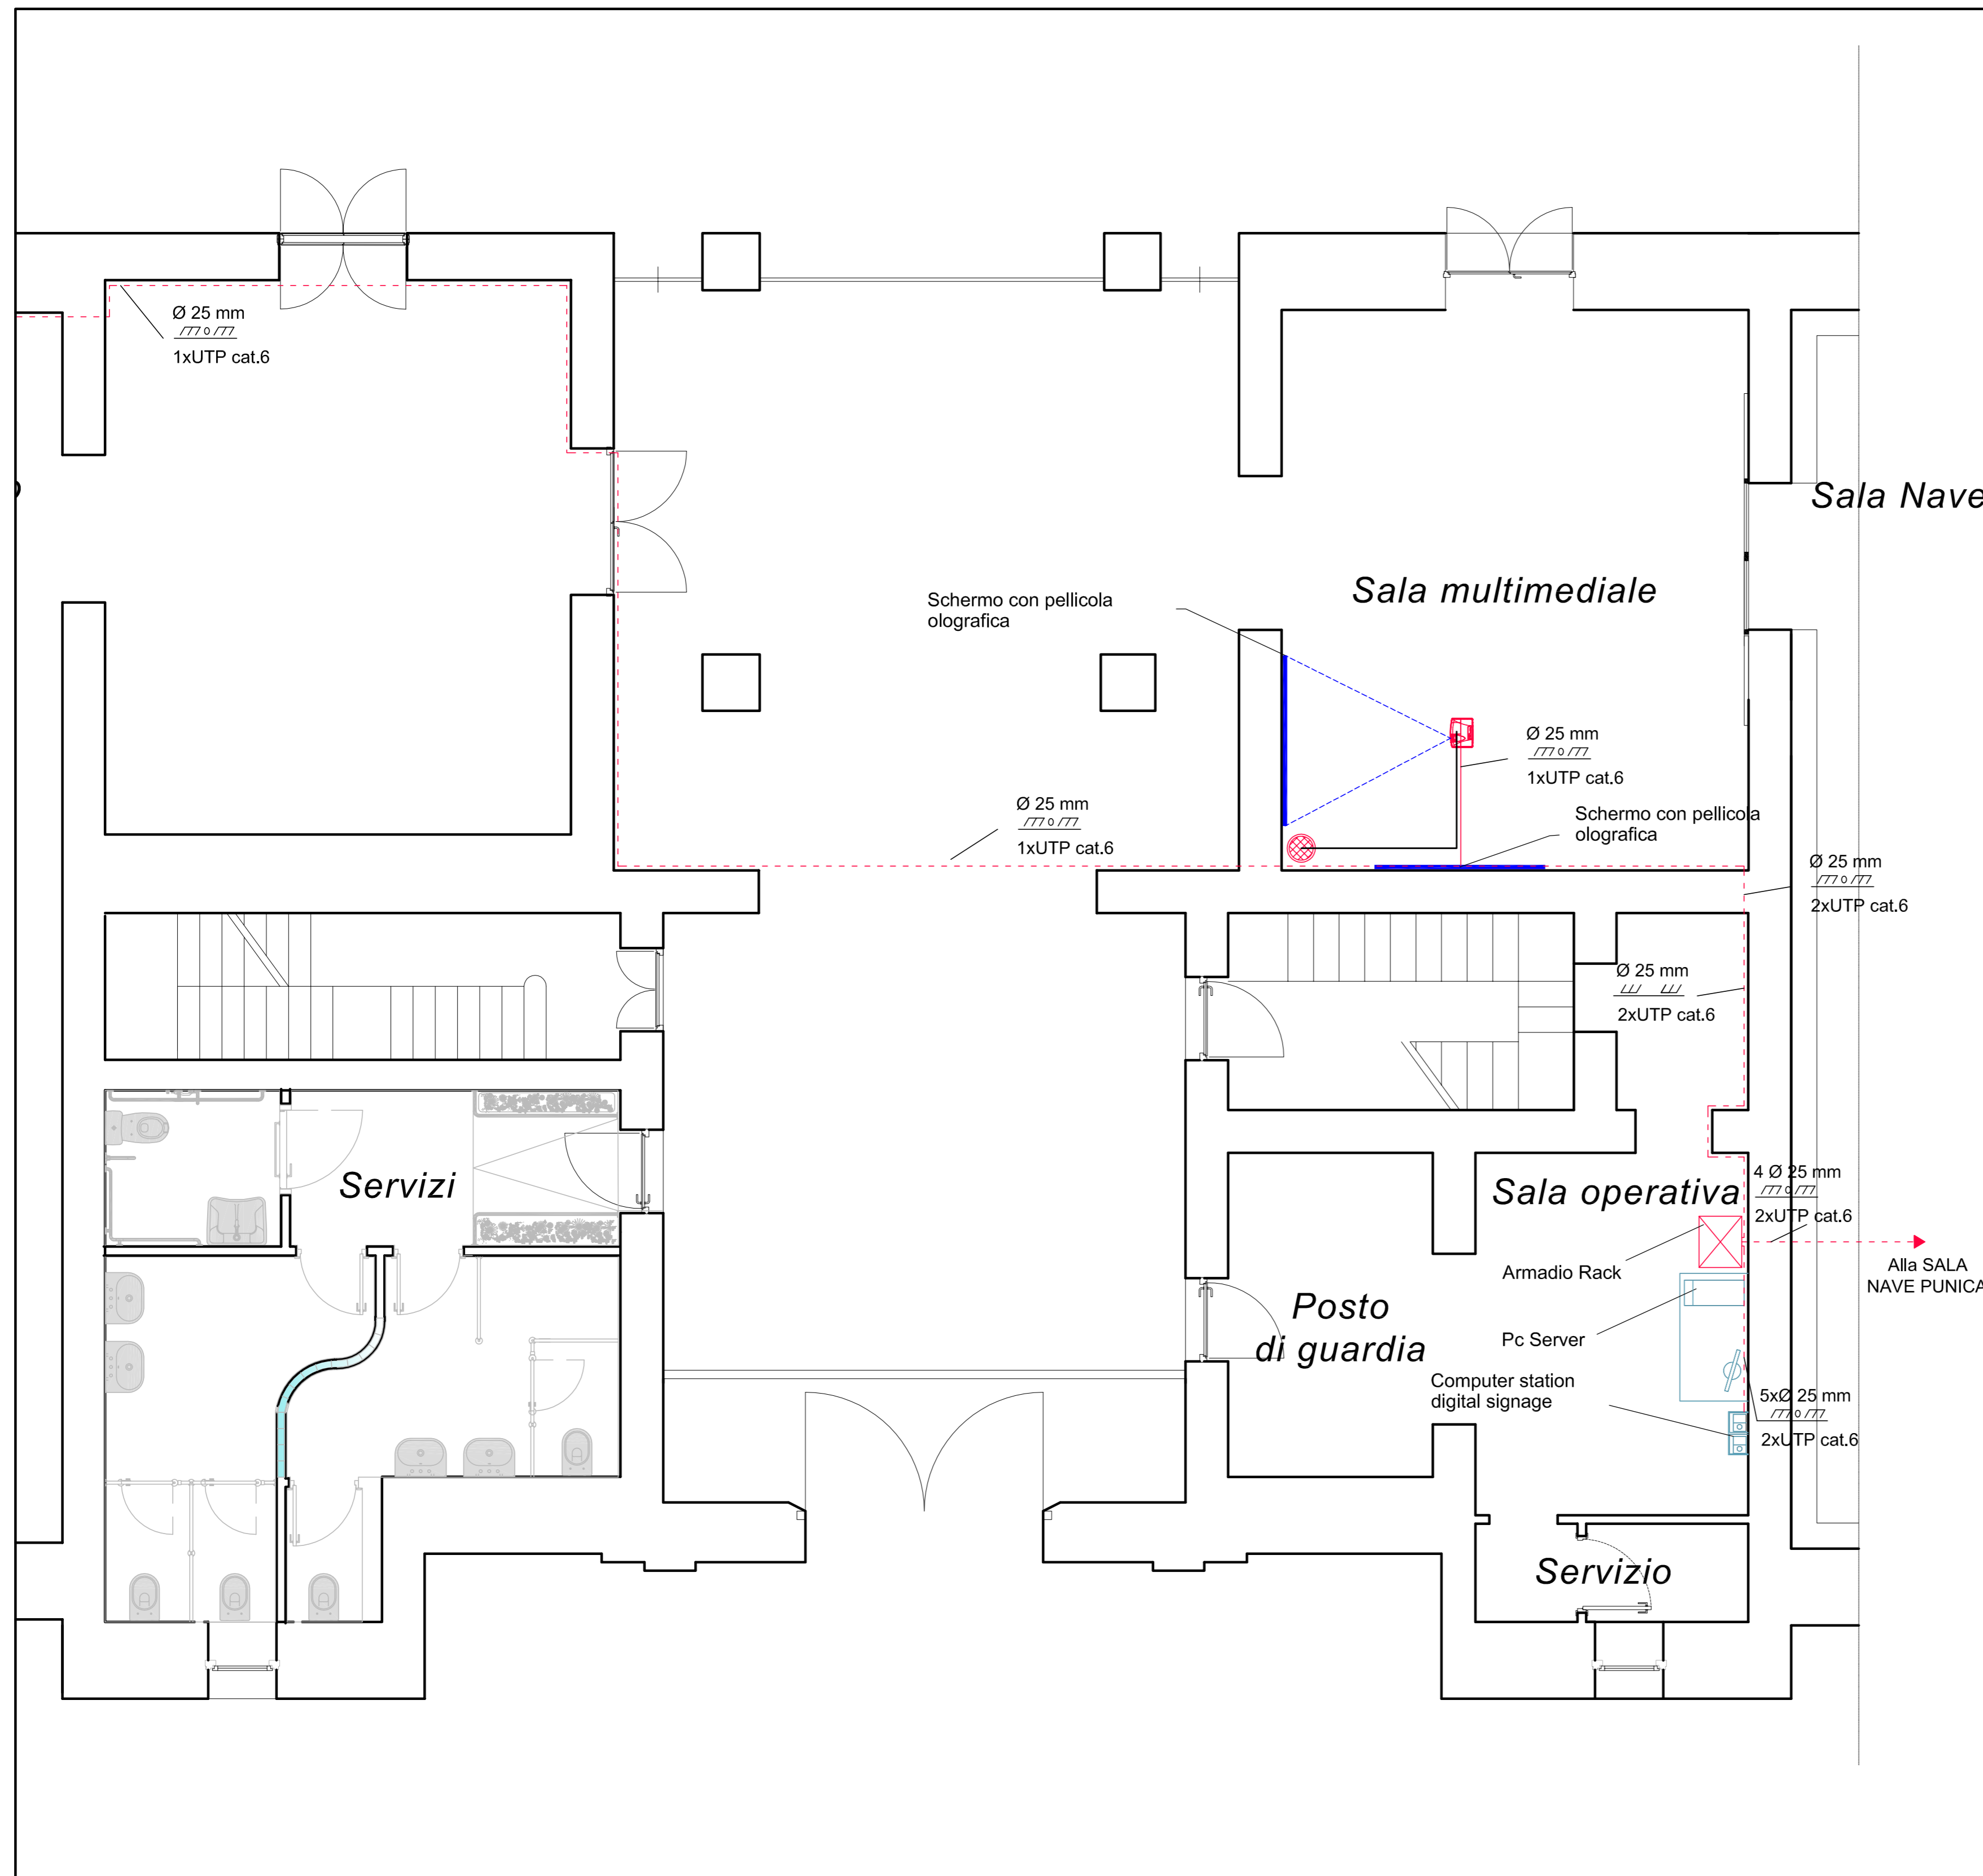 Ø 25 mm
1xUTP cat.6
Sala Nave
Sala multimediale
Schermo con pellicola
olografica
Ø 25 mm
1xUTP cat.6
Ø 25 mm
1xUTP cat.6
Schermo con pellicola
olografica
Ø 25 mm
2xUTP cat.6
Ø 25 mm
2xUTP cat.6
Servizi
Sala operativa
4 Ø 25 mm
2xUTP cat.6
Armadio Rack
Alla SALA
NAVE PUNICA
Posto
di guardia
Pc Server
Computer station
digital signage
5xØ 25 mm
2xUTP cat.6
Servizio